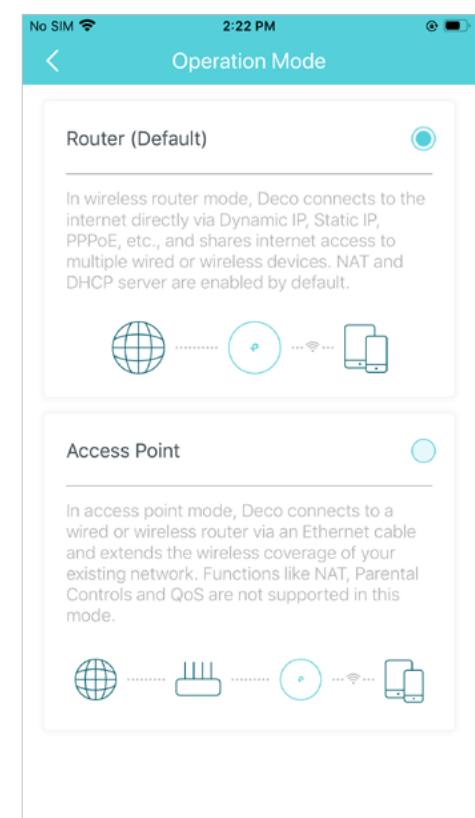 No SIM 2:22 PM
Operation Mode
Router (Default)
In wireless router mode, Deco connects to the
internet directly via Dynamic IP, Static IP,
PPPoE, etc., and shares internet access to
multiple wired or wireless devices. NAT and
DHCP server are enabled by default.
Access Point
In access point mode, Deco connects to a
wired or wireless router via an Ethernet cable
and extends the wireless coverage of your
existing network. Functions like NAT, Parental
Controls and QoS are not supported in this
mode.